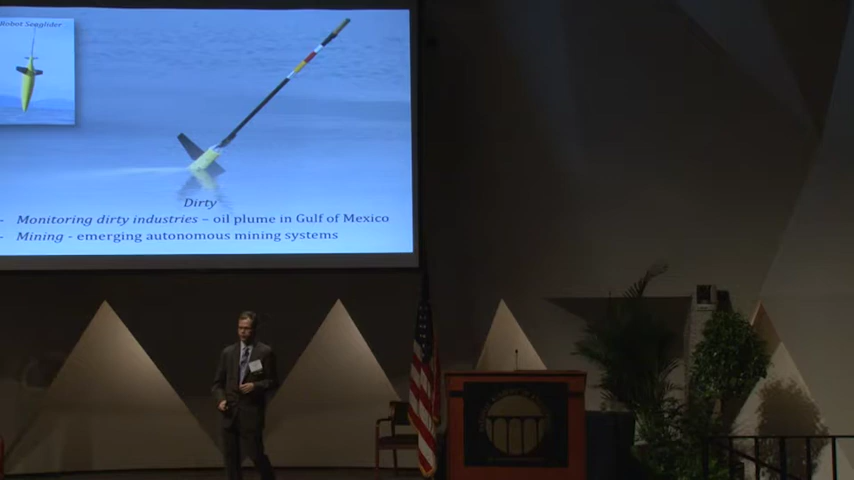 Robot Seaglider
Dirty
- Monitoring dirty industries – oil plume in Gulf of Mexico
- Mining - emerging autonomous mining systems